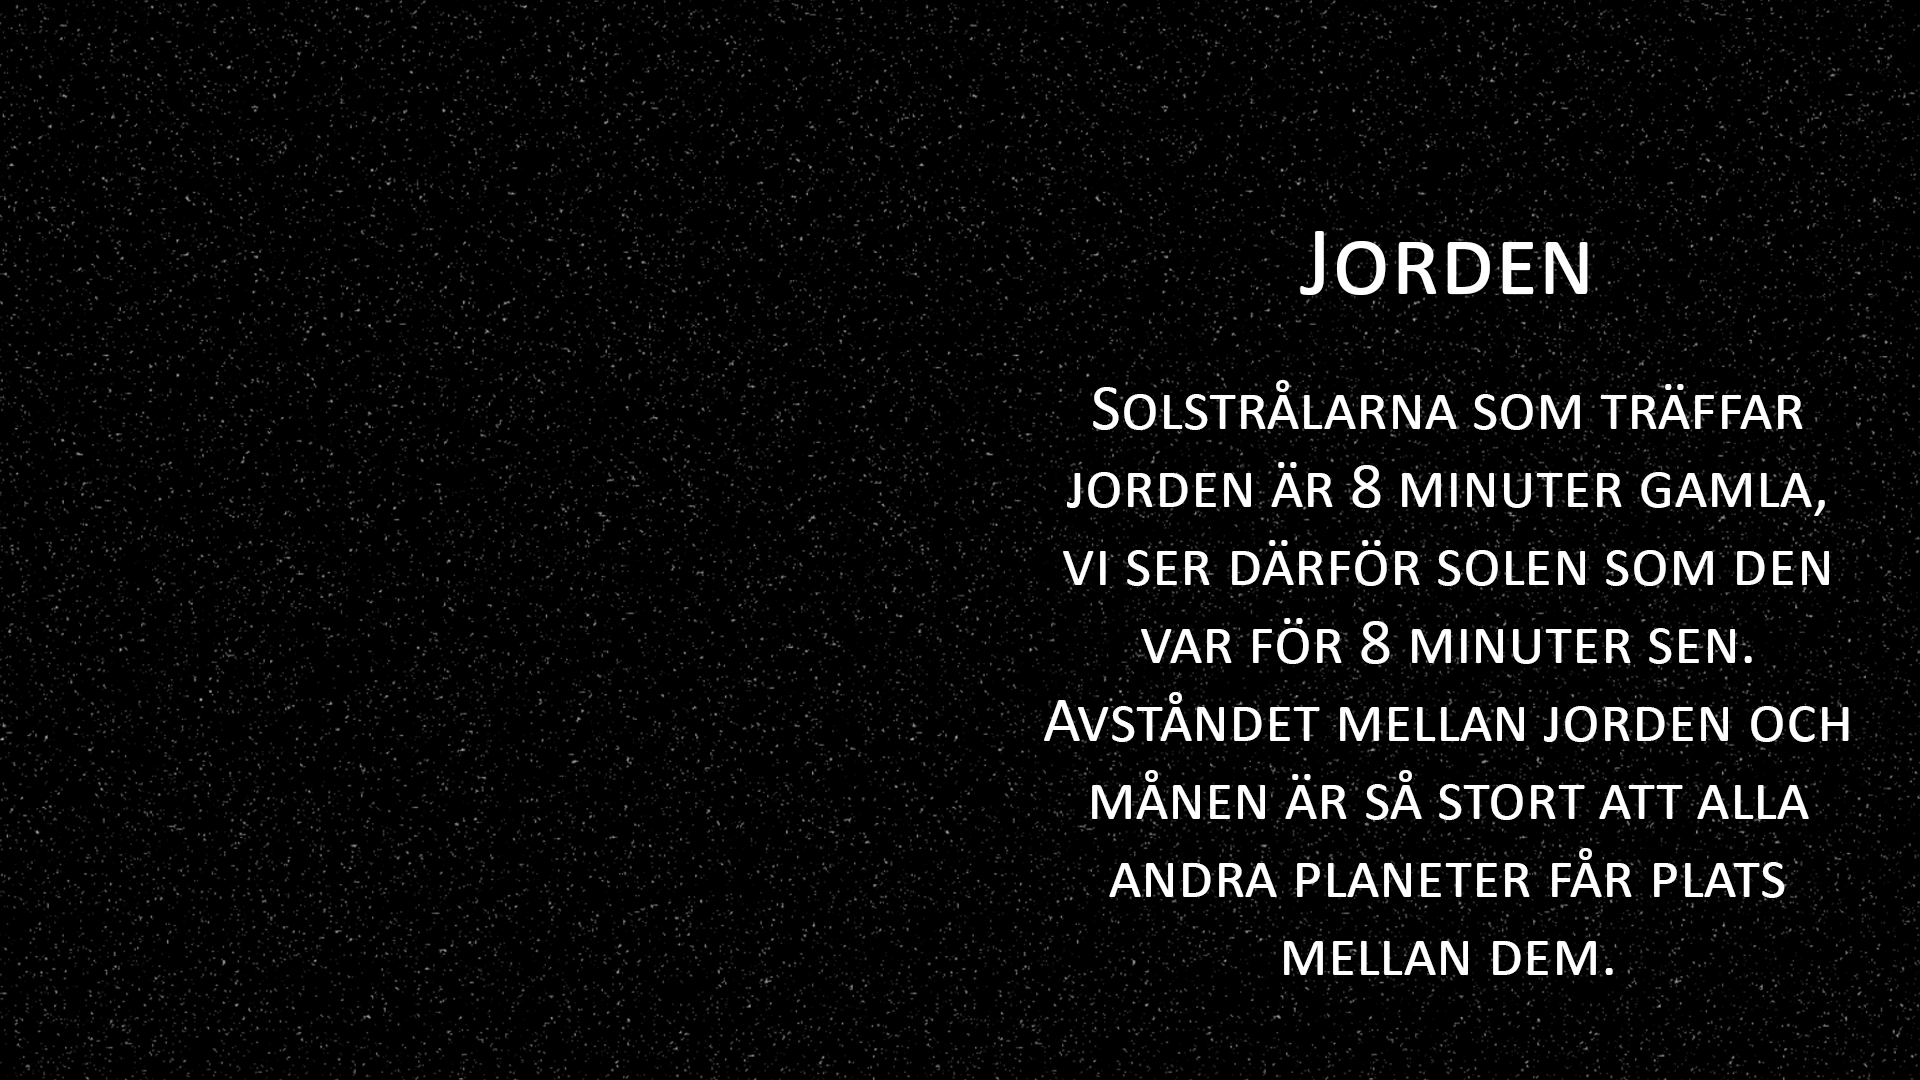 Jorden
Solstrålarna som träffar
jorden är 8 minuter gamla,
vi ser därför solen som den
var för 8 minuter sen.
Avståndet mellan jorden och
månen är så stort att alla
andra planeter får plats
mellan dem.